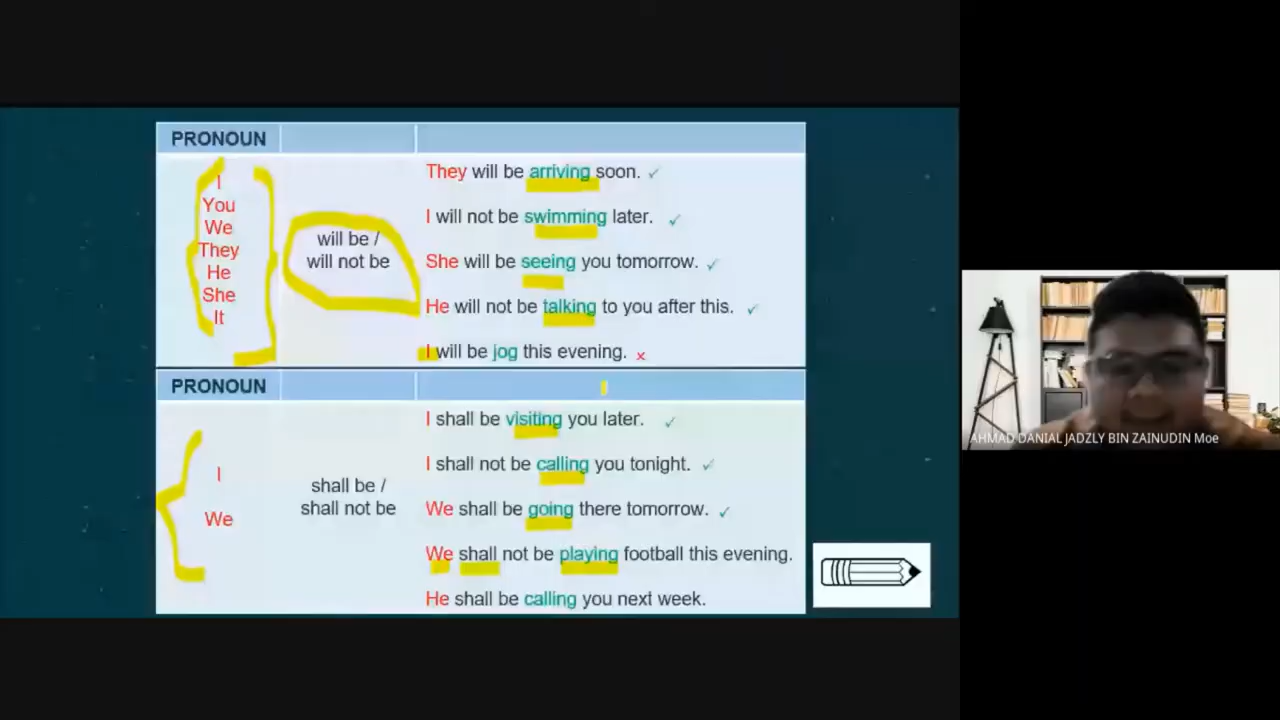 PRONOUN
I
You
We
They
He
She
It
will be /
will not be
They will be arriving soon. ✓
I will not be swimming later. ✓
She will be seeing you tomorrow. ✓
He will not be talking to you after this. ✓
I will be jog this evening. x
PRONOUN
I
We
shall be /
shall not be
I shall be visiting you later. ✓
I shall not be calling you tonight. ✓
We shall be going there tomorrow. ✓
We shall not be playing football this evening.
He shall be calling you next week.
AHMAD DANIAL JADZLY BIN ZAINUDIN Moe